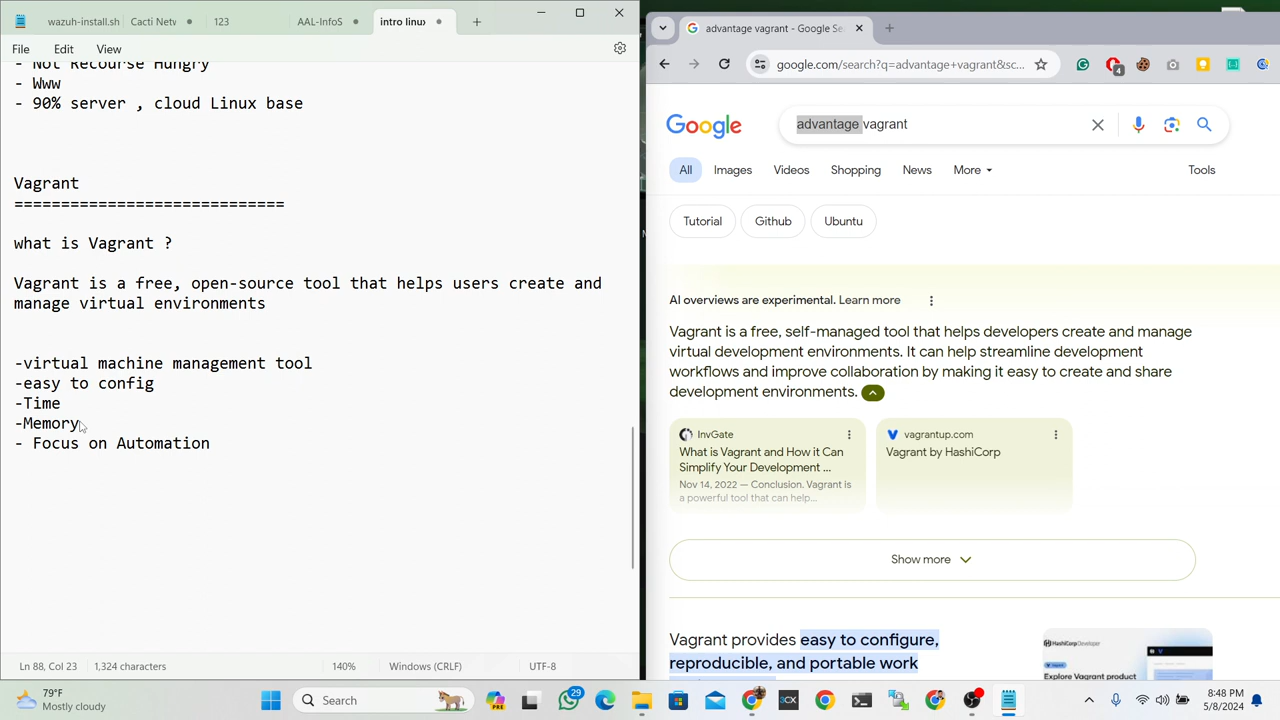 wazuh-install.sh
Cacti Netw
123
AAL-InfoS
intro linux
File
Edit
View
- Not Recourse Hungry
- Www
- 90% server , cloud Linux base
Vagrant
=============================
what is Vagrant ?
Vagrant is a free, open-source tool that helps users create and
manage virtual environments
-virtual machine management tool
-easy to config
-Time
-Memory
- Focus on Automation
Ln 88, Col 23
1,324 characters
140%
Windows (CRLF)
UTF-8
advantage vagrant - Google Se
google.com/search?q=advantage+vagrant&sc...
4
Google
advantage vagrant
All
Images
Videos
Shopping
News
More
Tools
Tutorial
Github
Ubuntu
AI overviews are experimental. Learn more
Vagrant is a free, self-managed tool that helps developers create and manage
virtual development environments. It can help streamline development
workflows and improve collaboration by making it easy to create and share
development environments.
InvGate
What is Vagrant and How it Can
Simplify Your Development ...
Nov 14, 2022 — Conclusion. Vagrant is
a powerful tool that can help...
vagrantup.com
Vagrant by HashiCorp
Show more
Vagrant provides easy to configure,
reproducible, and portable work
HashiCorp Developer
Explore Vagrant product
79°F
Mostly cloudy
Search
PRE
29
3CX
8:48 PM
5/8/2024